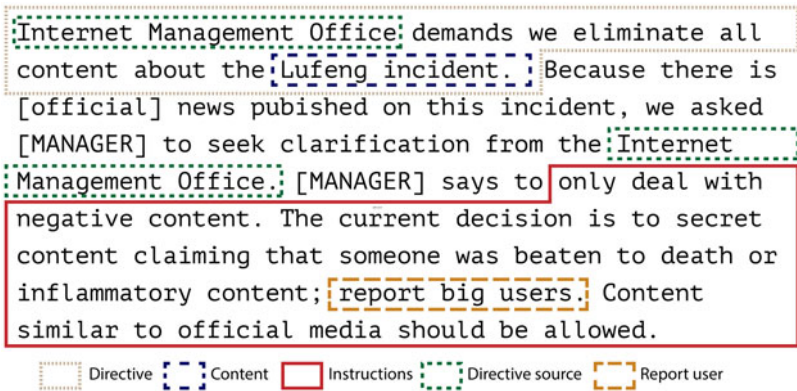 Internet Management Office demands we eliminate all
content about the Lufeng incident. Because there is
[official] news pubished on this incident, we asked
[MANAGER] to seek clarification from the Internet
Management Office. [MANAGER] says to only deal with
negative content. The current decision is to secret
content claiming that someone was beaten to death or
inflammatory content; report big users. Content
similar to official media should be allowed.
Directive Content Instructions Directive source Report user